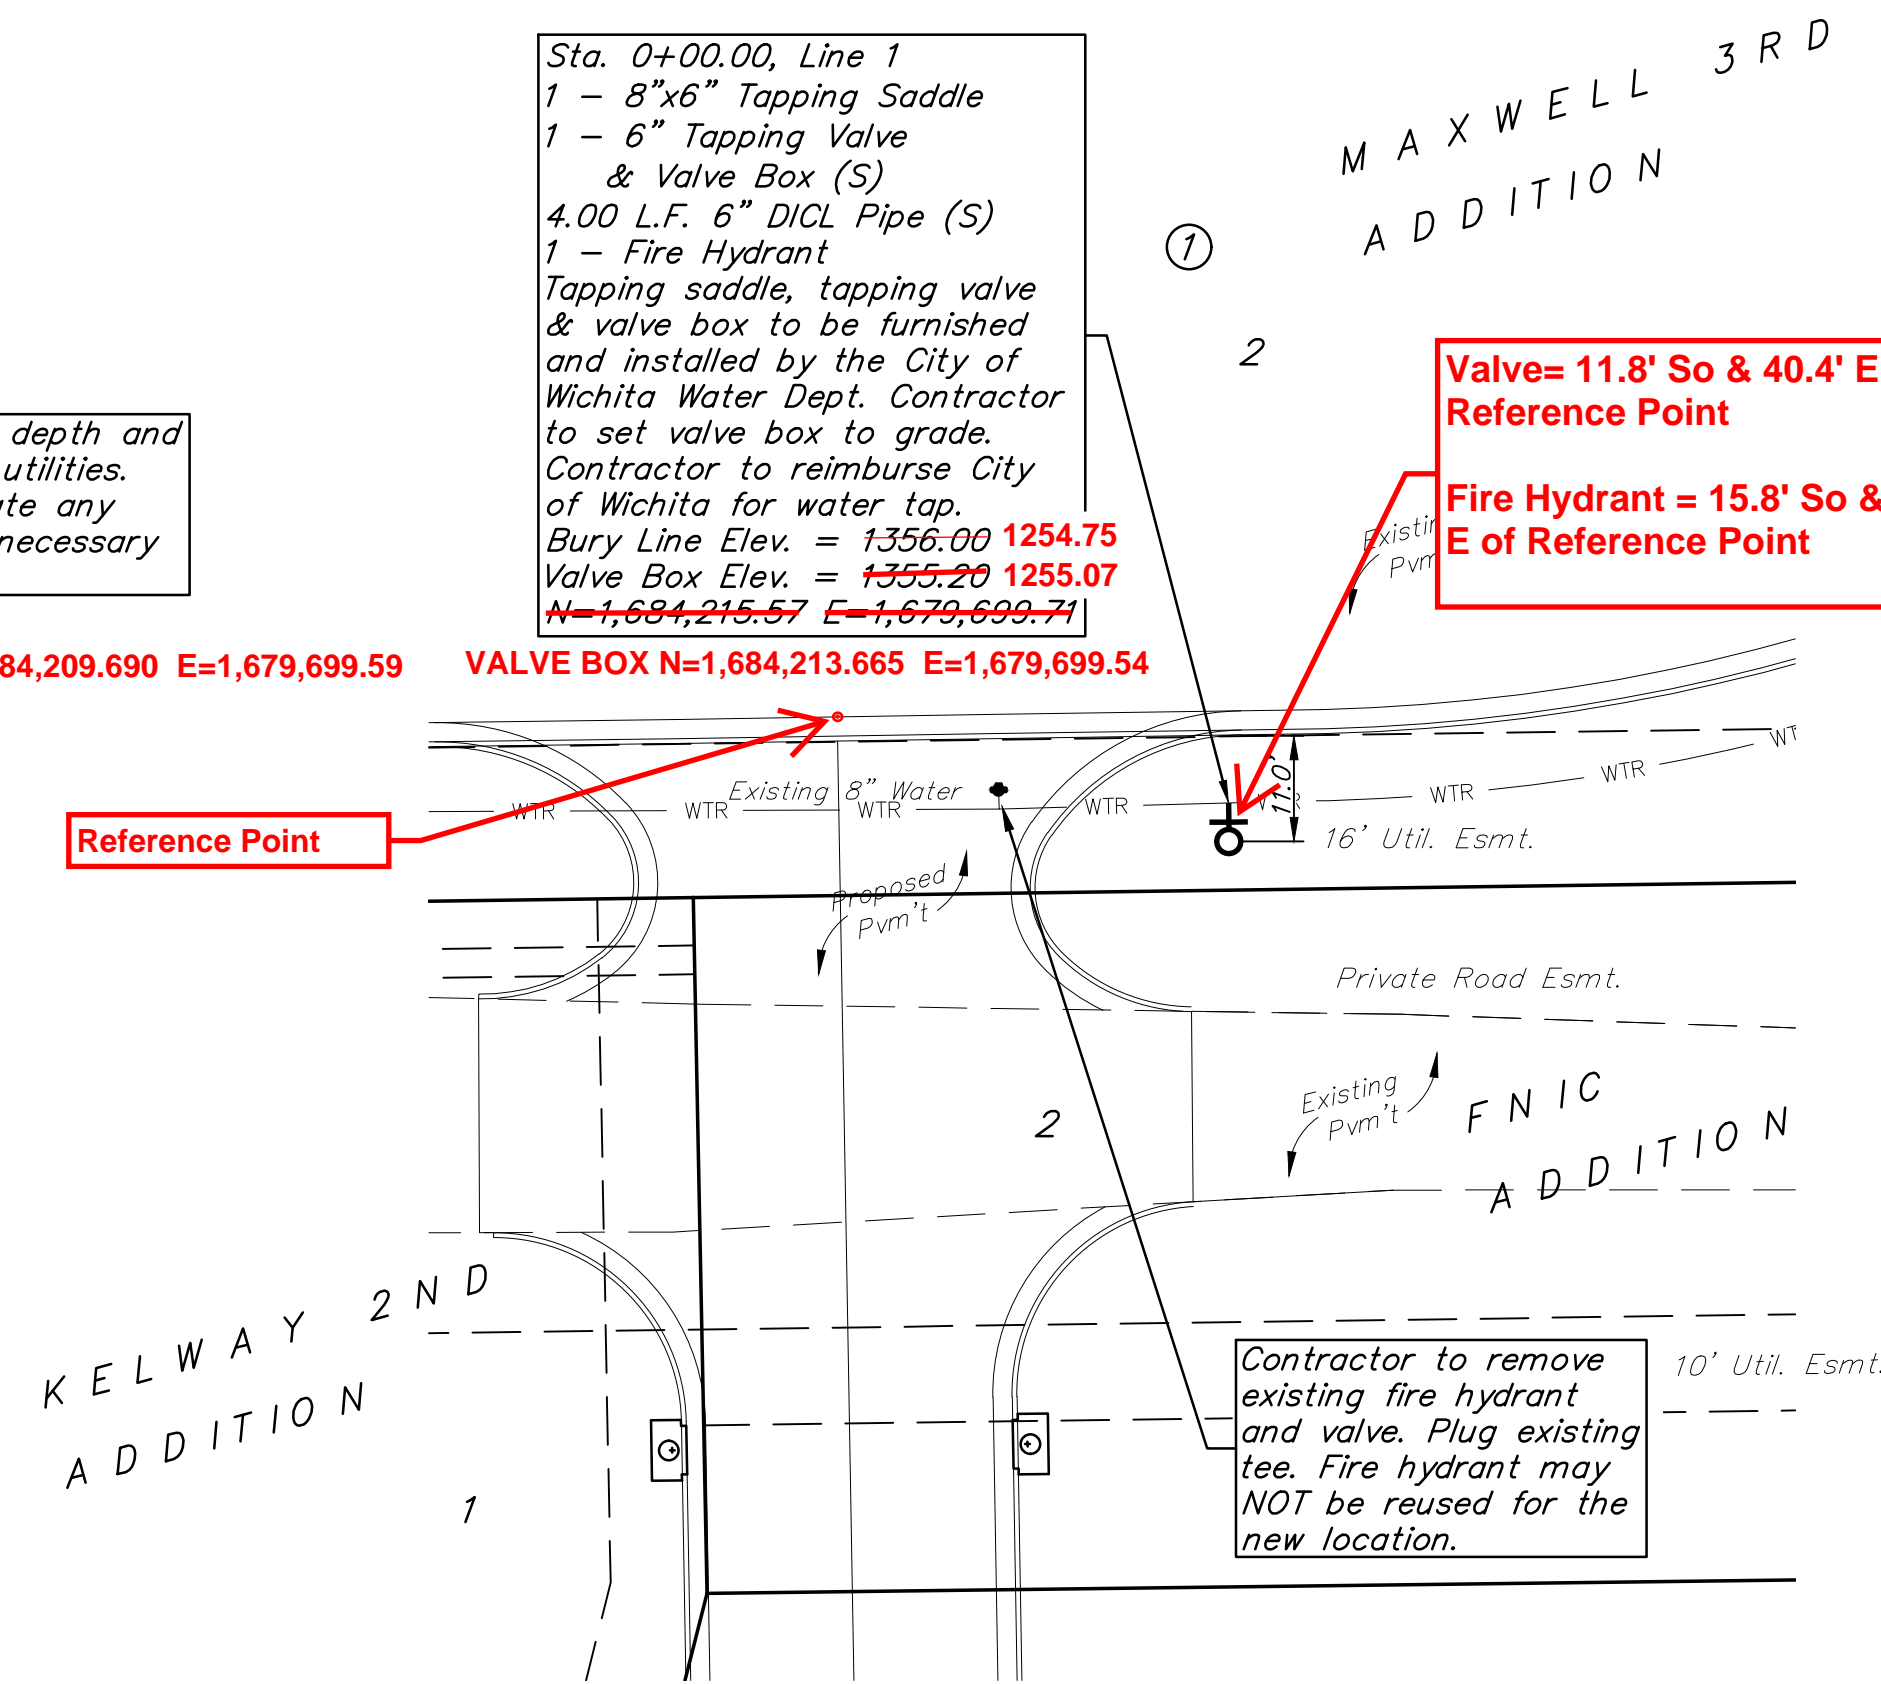 Sta. 0+00.00, Line 1
1 - 8"x6" Tapping Saddle
1 - 6" Tapping Valve
& Valve Box (S)
4.00 L.F. 6" DICL Pipe (S)
1 - Fire Hydrant
Tapping saddle, tapping valve
& valve box to be furnished
and installed by the City of
Wichita Water Dept. Contractor
to set valve box to grade.
Contractor to reimburse City
of Wichita for water tap.
Bury Line Elev. = 1356.00 1254.75
Valve Box Elev. = 1355.20 1255.07
N=1,684,215.57 E=1,679,699.71
MAXWELL 3RD
ADDITION
1
2
Valve= 11.8' So & 40.4' E
Reference Point
Fire Hydrant = 15.8' So &
E of Reference Point
depth and
utilities.
any
necessary
84,209.690 E=1,679,699.59
VALVE BOX N=1,684,213.665 E=1,679,699.54
Reference Point
Existing 8" Water
WTR
WTR
WTR
WTR
WTR
WTR
11.0'
16' Util. Esmt.
Proposed
Pvm't
Private Road Esmt.
Existing
Pvm't
2
FNIC
ADDITION
KELWAY 2ND
ADDITION
1
Contractor to remove
existing fire hydrant
and valve. Plug existing
tee. Fire hydrant may
NOT be reused for the
new location.
10' Util. Esmt.